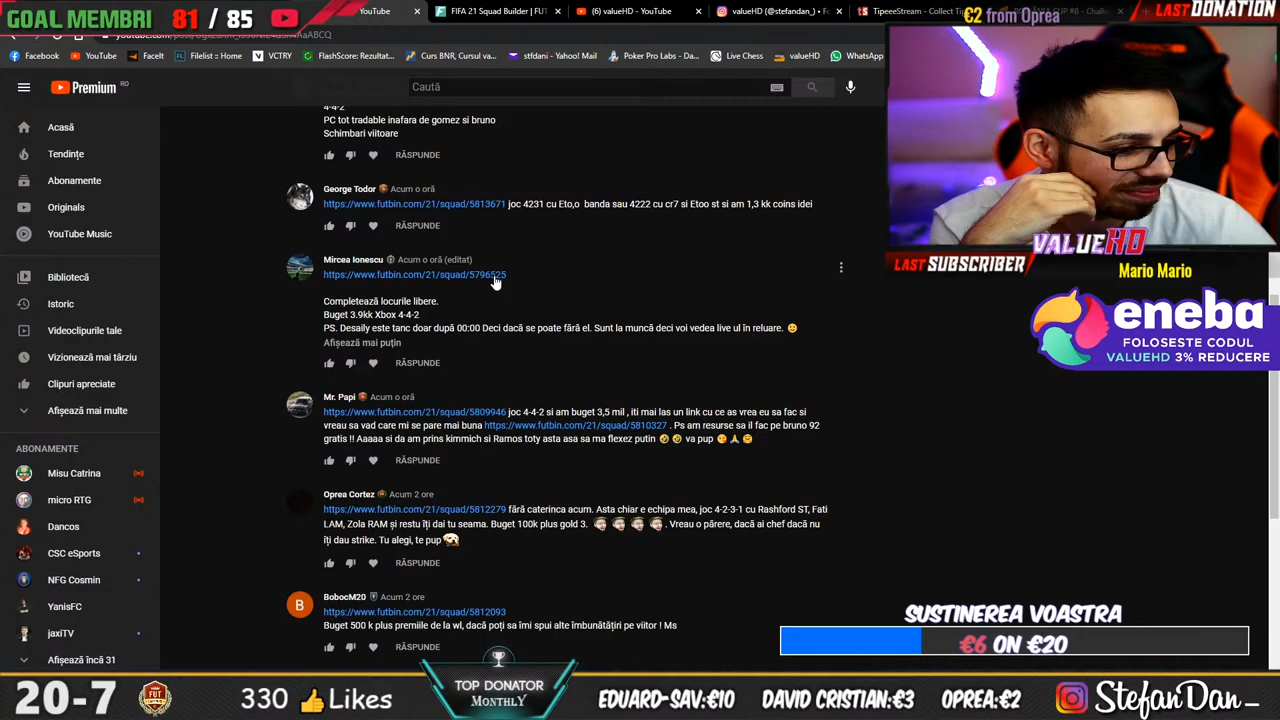 GOAL MEMBRI 81 / 85
YouTube
FIFA 21 Squad Builder | FUT
(6) valueHD - YouTube
valueHD (@stefandan_) • F
TipeeeStream - Collect Tip
€2 from Oprea
LAST DONATION
Facebook
YouTube
FaceIt
Filelist :: Home
VCTRY
FlashScore: Rezultat...
Curs BNR, Cursul va...
stfdani - Yahoo! Mail
Poker Pro Labs - Da...
Live Chess
valueHD
WhatsApp
Premium RO
Caută
Acasă
Tendințe
Abonamente
Originals
YouTube Music
Bibliotecă
Istoric
Videoclipurile tale
Vizionează mai târziu
Clipuri apreciate
Afișează mai multe
ABONAMENTE
Misu Catrina
micro RTG
Dancos
CSC eSports
NFG Cosmin
YanisFC
jaxiTV
Afișează încă 31
4-4-2
PC tot tradable inafara de gomez si bruno
Schimbari viitoare
RĂSPUNDE
George Todor Acum o oră
https://www.futbin.com/21/squad/5813671 joc 4231 cu Eto,o banda sau 4222 cu cr7 si Etoo st si am 1,3 kk coins idei
RĂSPUNDE
Mircea Ionescu Acum o oră (editat)
https://www.futbin.com/21/squad/5796525
Completează locurile libere.
Buget 3.9kk Xbox 4-4-2
PS. Desaily este tanc doar după 00:00 Deci dacă se poate fără el. Sunt la muncă deci voi vedea live ul în reluare. 🙂
Afișează mai puțin
RĂSPUNDE
Mr. Papi Acum o oră
https://www.futbin.com/21/squad/5809946 joc 4-4-2 si am buget 3,5 mil , iti mai las un link cu ce as vrea eu sa fac si
vreau sa vad care mi se pare mai buna https://www.futbin.com/21/squad/5810327 . Ps am resurse sa il fac pe bruno 92
gratis !! Aaaaa si da am prins kimmich si Ramos toty asta asa sa ma flexez putin 🤣 🤣 va pup 😘 🙏 🤗
RĂSPUNDE
Oprea Cortez Acum 2 ore
https://www.futbin.com/21/squad/5812279 fără caterinca acum. Asta chiar e echipa mea, joc 4-2-3-1 cu Rashford ST, Fati
LAM, Zola RAM și restu îți dai tu seama. Buget 100k plus gold 3. . Vreau o părere, dacă ai chef dacă nu
îți dau strike. Tu alegi, te pup
RĂSPUNDE
B
BobocM20 Acum 2 ore
https://www.futbin.com/21/squad/5812093
Buget 500 k plus premiile de la wl, dacă poți sa îmi spui alte îmbunătățiri pe viitor ! Ms
RĂSPUNDE
VALUEHD
LAST SUBSCRIBER
Mario Mario
eneba
FOLOSESTE CODUL
VALUEHD 3% REDUCERE
SUSTINEREA VOASTRA
€6 ON €20
20-7
FUT
330 👍 Likes
TOP DONATOR
MONTHLY
EDUARD-SAV:€10
DAVID CRISTIAN:€3
OPREA:€2
StefanDan_